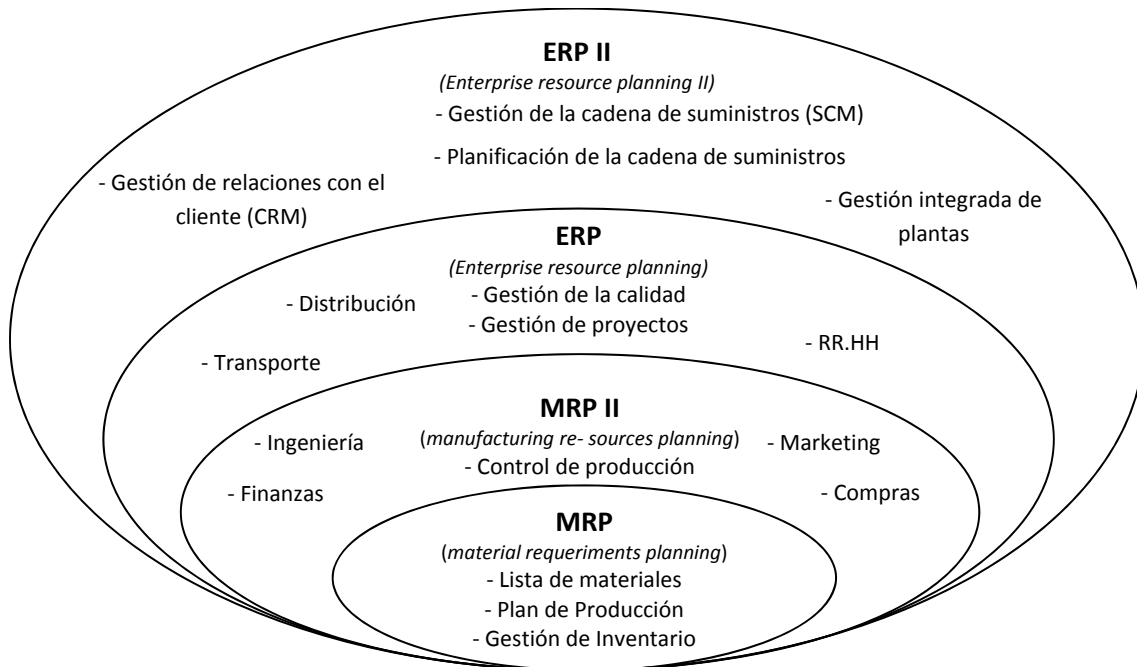 ERP II
(Enterprise resource planning II)
- Gestión de la cadena de suministros (SCM)
- Planificación de la cadena de suministros
- Gestión de relaciones con el
cliente (CRM)
- Gestión integrada de
plantas
ERP
(Enterprise resource planning)
- Distribución
- Gestión de la calidad
- Gestión de proyectos
- Transporte
- RR.HH
MRP II
(manufacturing re- sources planning)
- Ingeniería
- Marketing
- Control de producción
- Finanzas
- Compras
MRP
(material requeriments planning)
- Lista de materiales
- Plan de Producción
- Gestión de Inventario